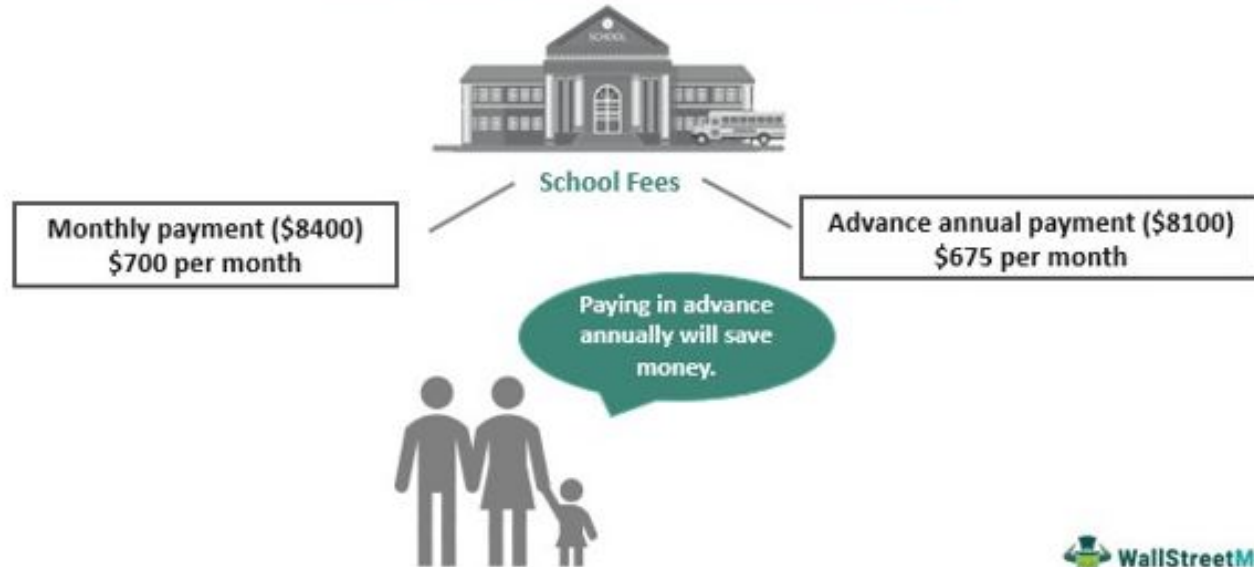 SCHOOL
School Fees
Monthly payment ($8400)
$700 per month
Advance annual payment ($8100)
$675 per month
Paying in advance
annually will save
money.
WallStreetM